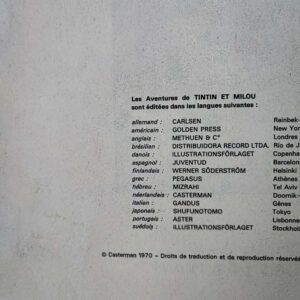 Les Aventures de TINTIN ET MILOU
sont éditées dans les langues suivantes :
allemand : CARLSEN Reinbek-
américain : GOLDEN PRESS New York
anglais : METHUEN & Cº Londres
brésilien : DISTRIBUIDORA RECORD LTDA. Rio de J
danois : ILLUSTRATIONSFORLAGET Copenha
espagnol : JUVENTUD Barcelon
finlandais : WERNER SÖDERSTRÖM Helsinki
grec : PEGASUS Athènes
hébreu : MIZRAHI Tel Aviv
néerlandais : CASTERMAN Doornik-
italien : GANDUS Gênes
japonais : SHUFUNOTOMO Tokyo
portugais : ASTER Lisbonne
suédois : ILLUSTRATIONSFÖRLAGET Stockhol
© Casterman 1970 - Droits de traduction et de reproduction réservés